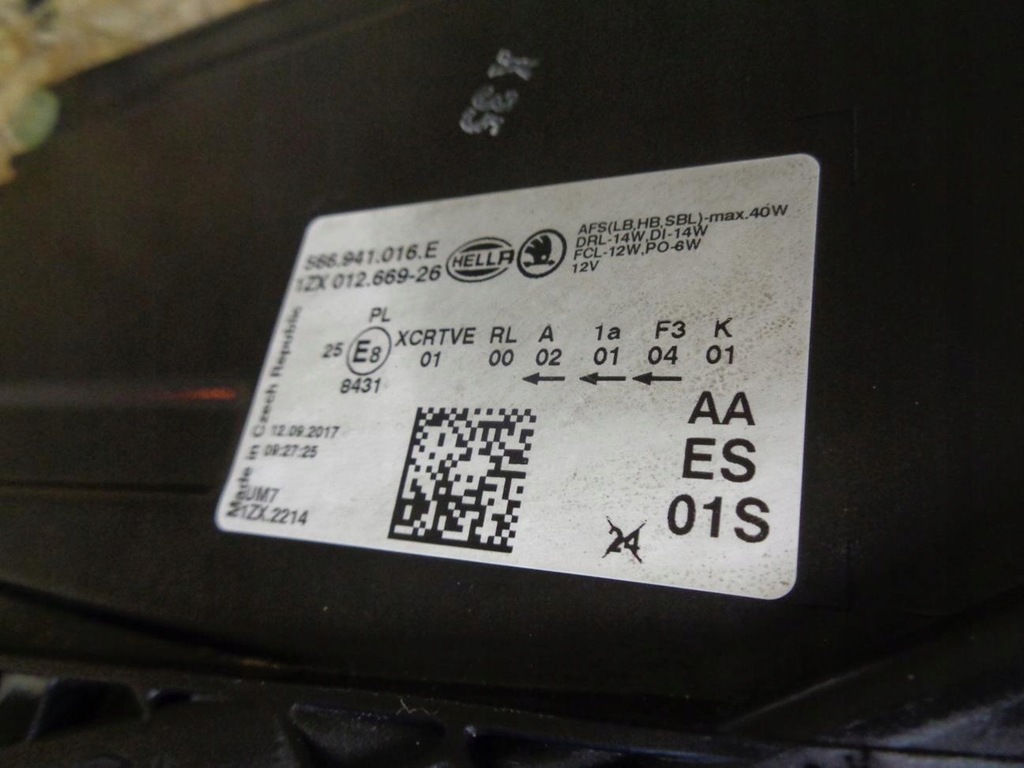 566.941.016.E
1ZX 012.669-26
HELLA
AFS(LB,HB,SBL)-max.40W
DRL-14W,DI-14W
FCL-12W,PO-6W
12V
PL
25 E8
8431
XCRTVE RL A 1a F3 K
01 00 02 01 04 01
Made in Czech Republic
12.09.2017
09:27:25
UM7
1ZX.2214
AA
ES
01S
24